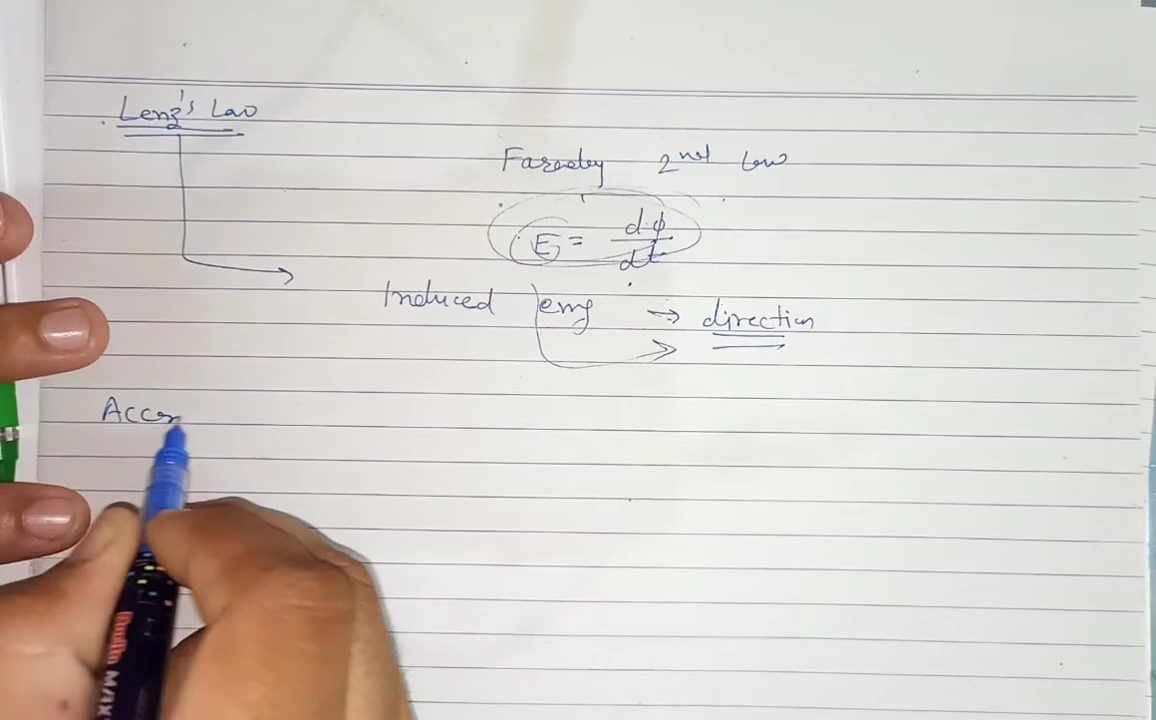 Lenz's Law
Faraday 2nd Law
E = dφ/dt
Induced emf → direction
Accor